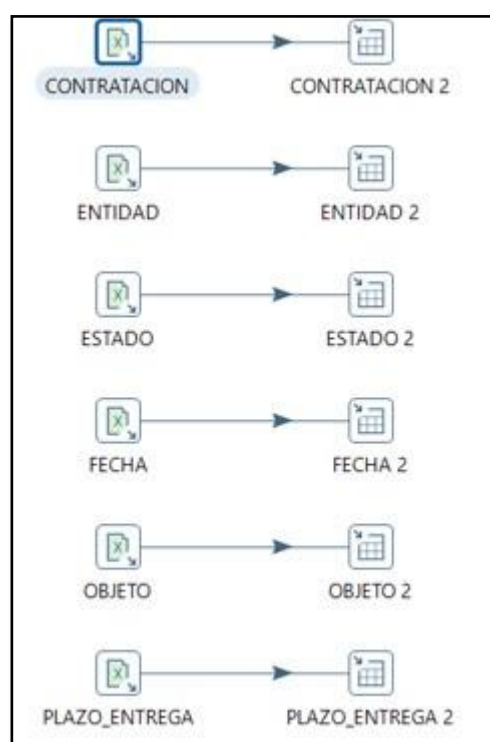 CONTRATACION CONTRATACION 2
ENTIDAD ENTIDAD 2
ESTADO ESTADO 2
FECHA FECHA 2
OBJETO OBJETO 2
PLAZO_ENTREGA PLAZO_ENTREGA 2